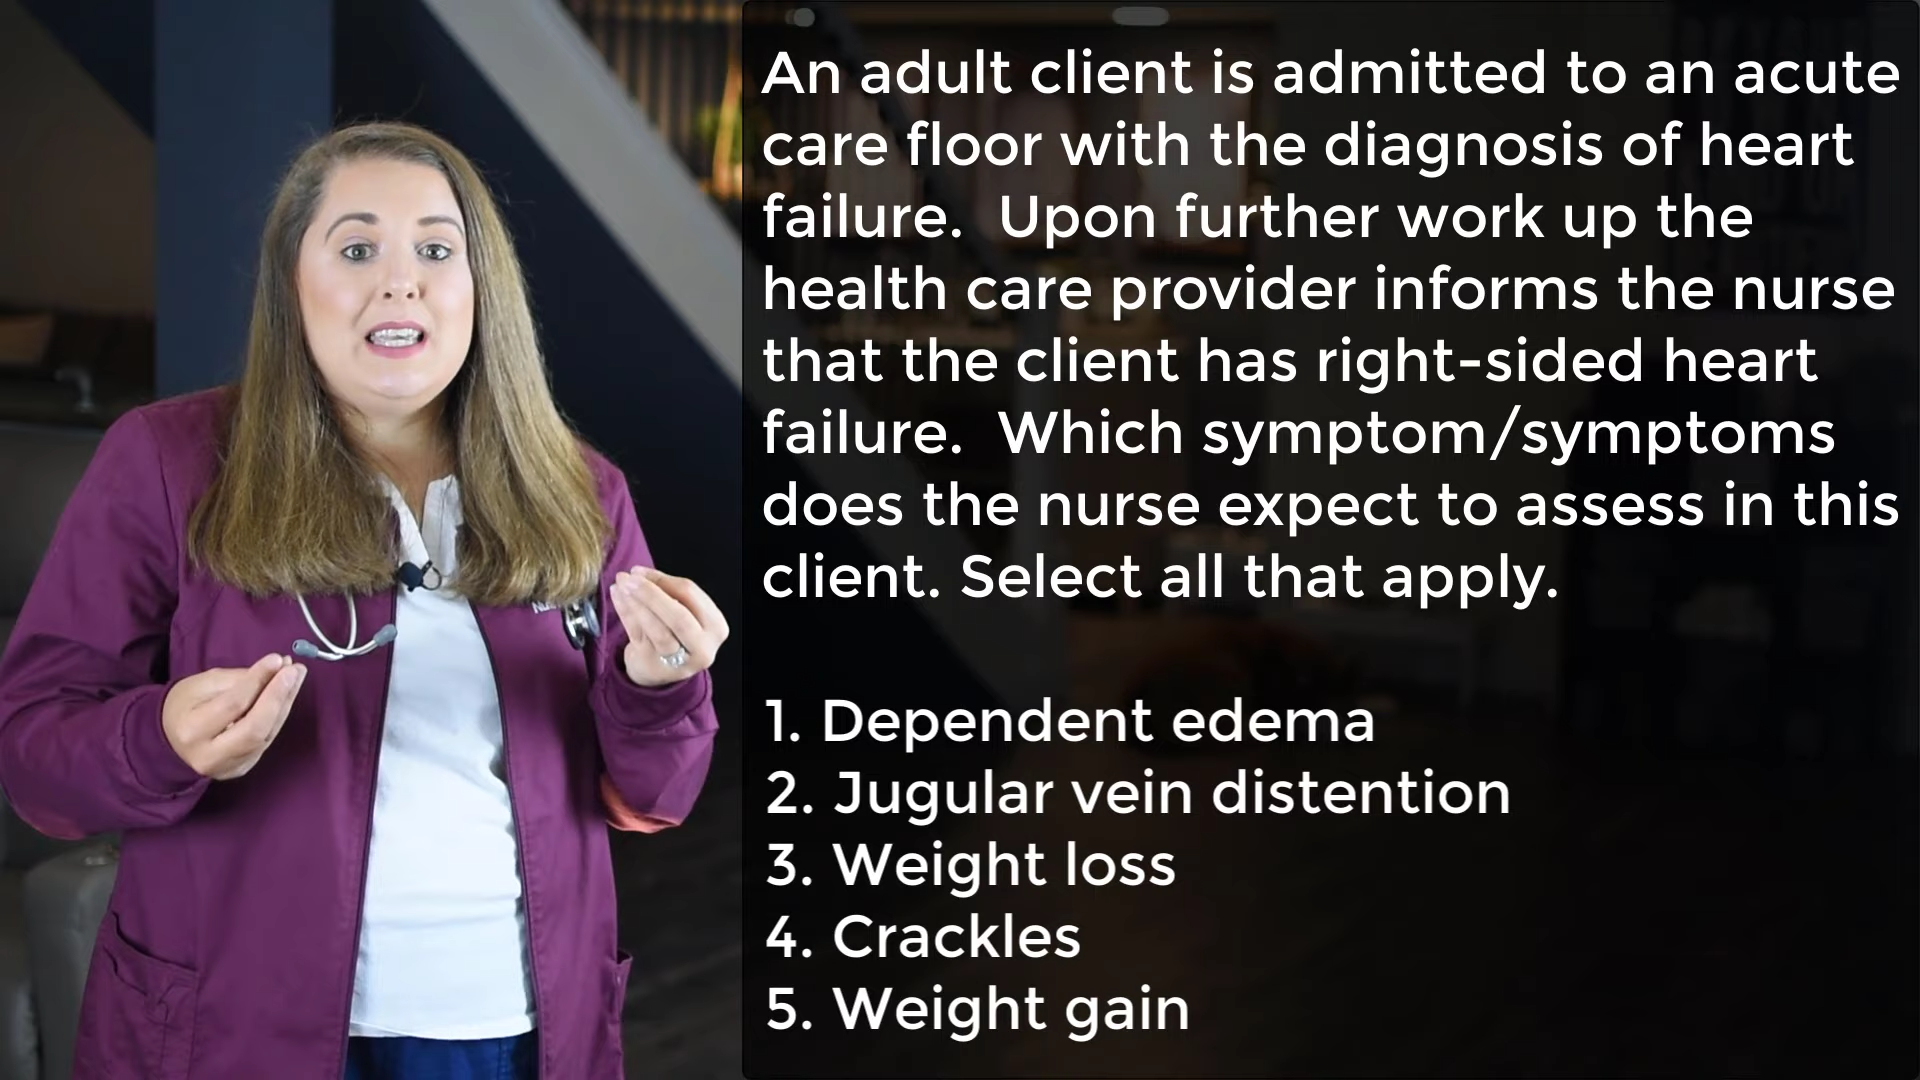 An adult client is admitted to an acute
care floor with the diagnosis of heart
failure.  Upon further work up the
health care provider informs the nurse
that the client has right-sided heart
failure.  Which symptom/symptoms
does the nurse expect to assess in this
client. Select all that apply.
1. Dependent edema
2. Jugular vein distention
3. Weight loss
4. Crackles
5. Weight gain